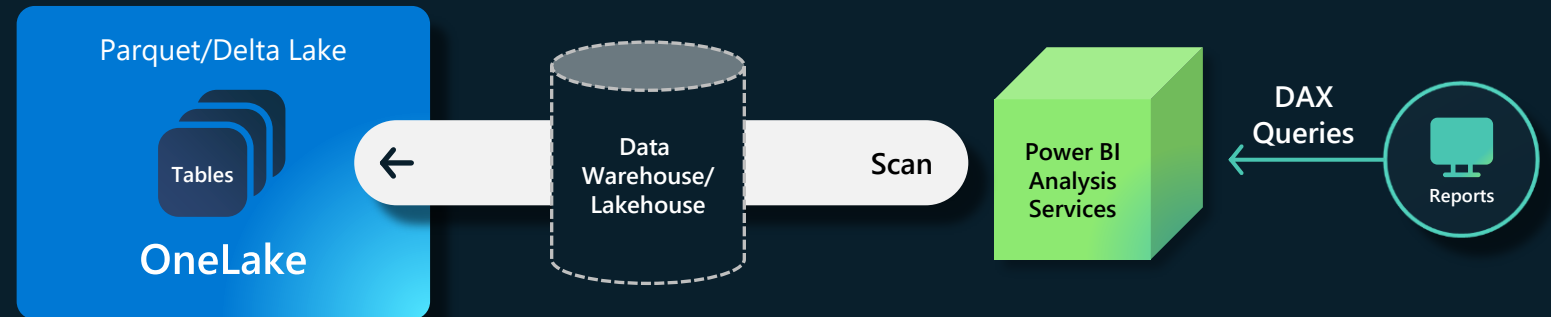 Parquet/Delta Lake
Tables
OneLake
Data
Warehouse/
Lakehouse
Scan
Power BI
Analysis
Services
DAX
Queries
Reports